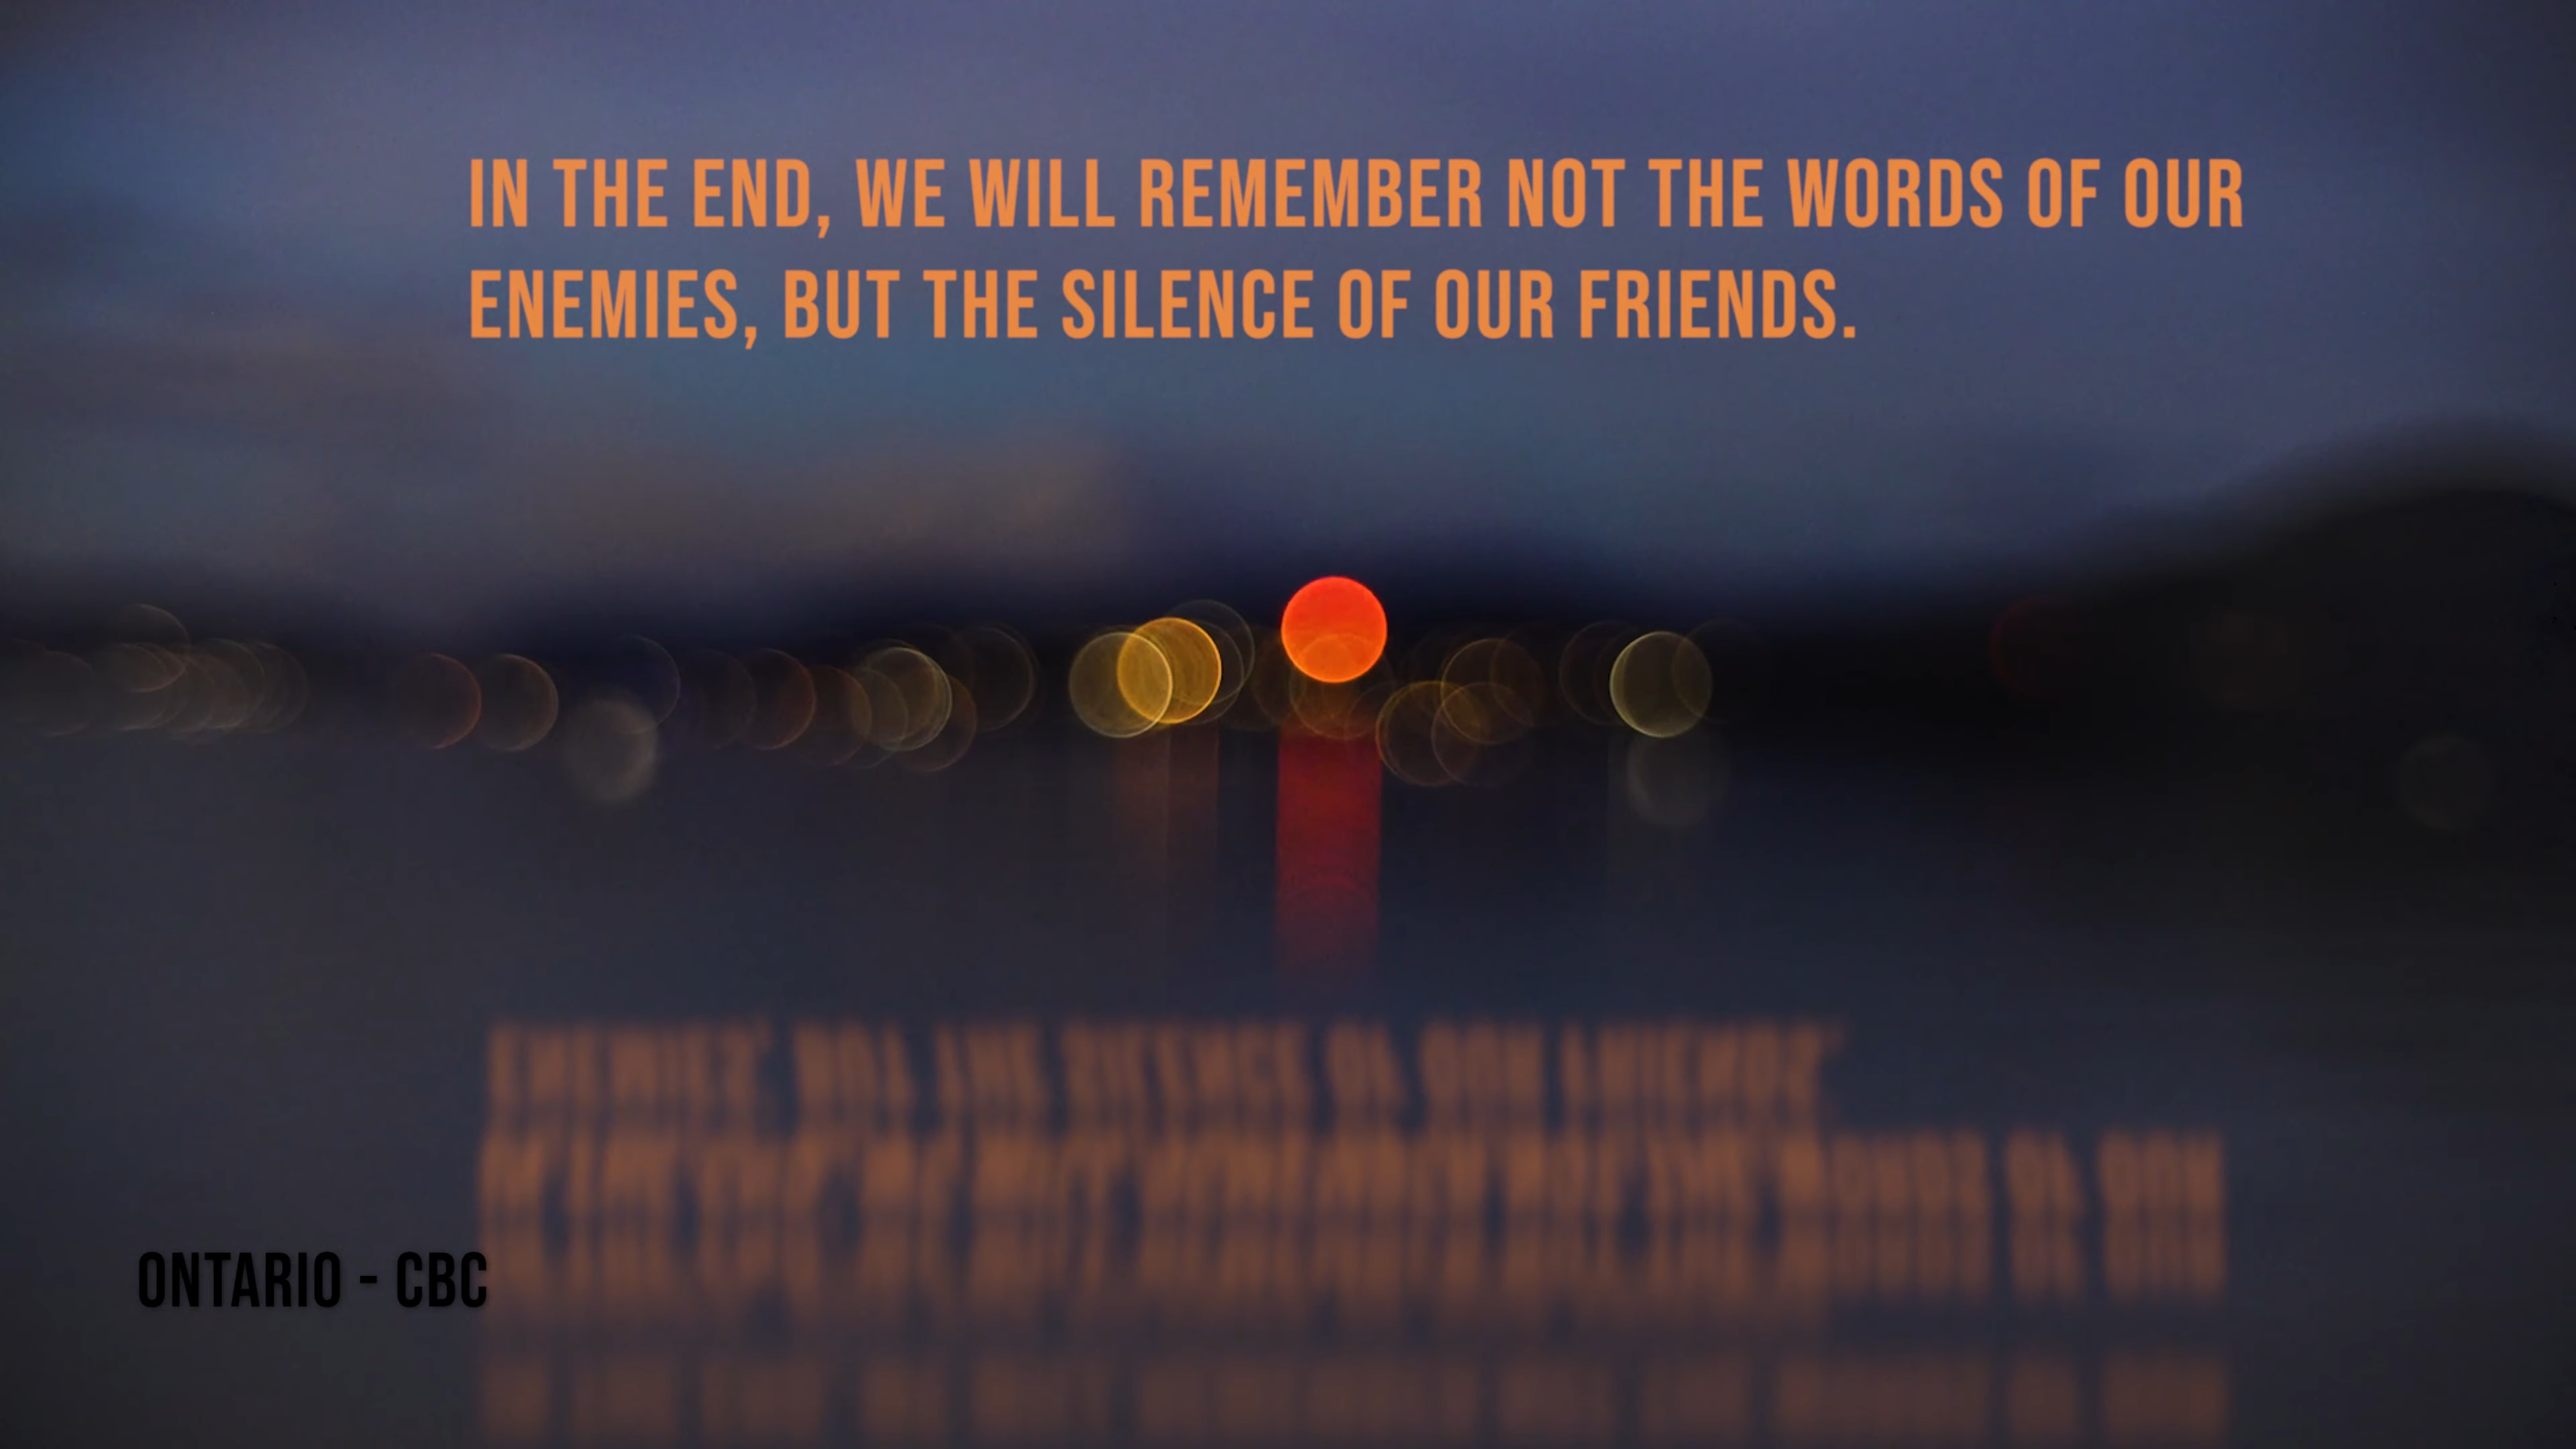 IN THE END, WE WILL REMEMBER NOT THE WORDS OF OUR
ENEMIES, BUT THE SILENCE OF OUR FRIENDS.
ONTARIO - CBC